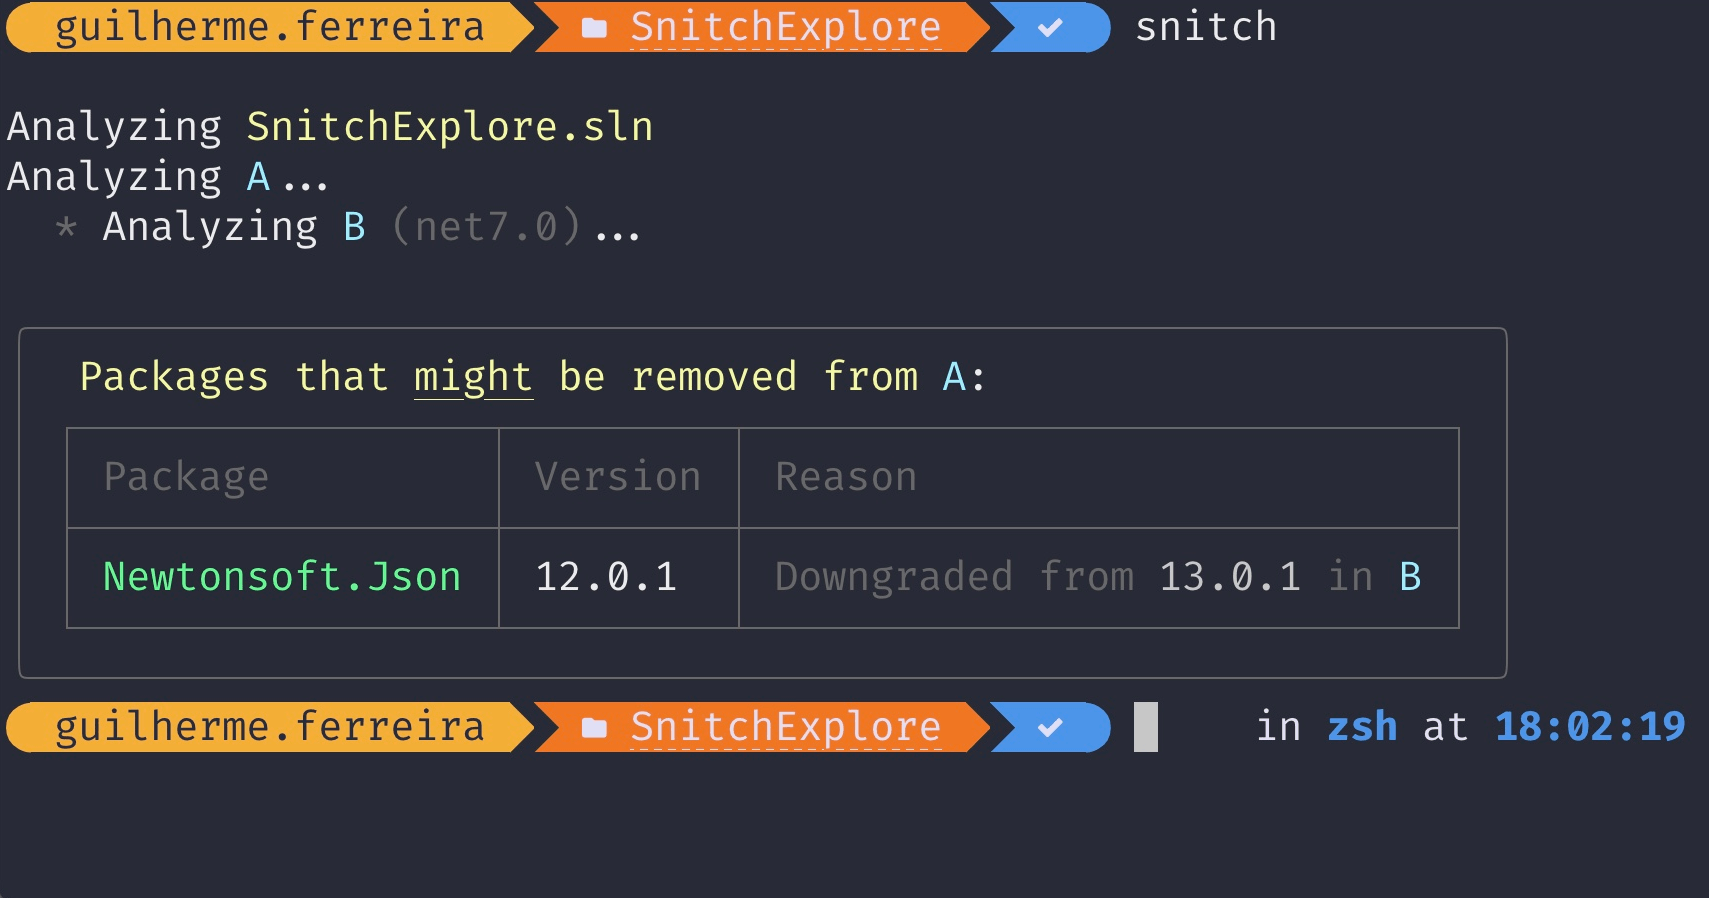 guilherme.ferreira SnitchExplore ✓ snitch
Analyzing SnitchExplore.sln
Analyzing A...
* Analyzing B (net7.0)...
Packages that might be removed from A:
Package Version Reason
Newtonsoft.Json 12.0.1 Downgraded from 13.0.1 in B
guilherme.ferreira SnitchExplore ✓ in zsh at 18:02:19